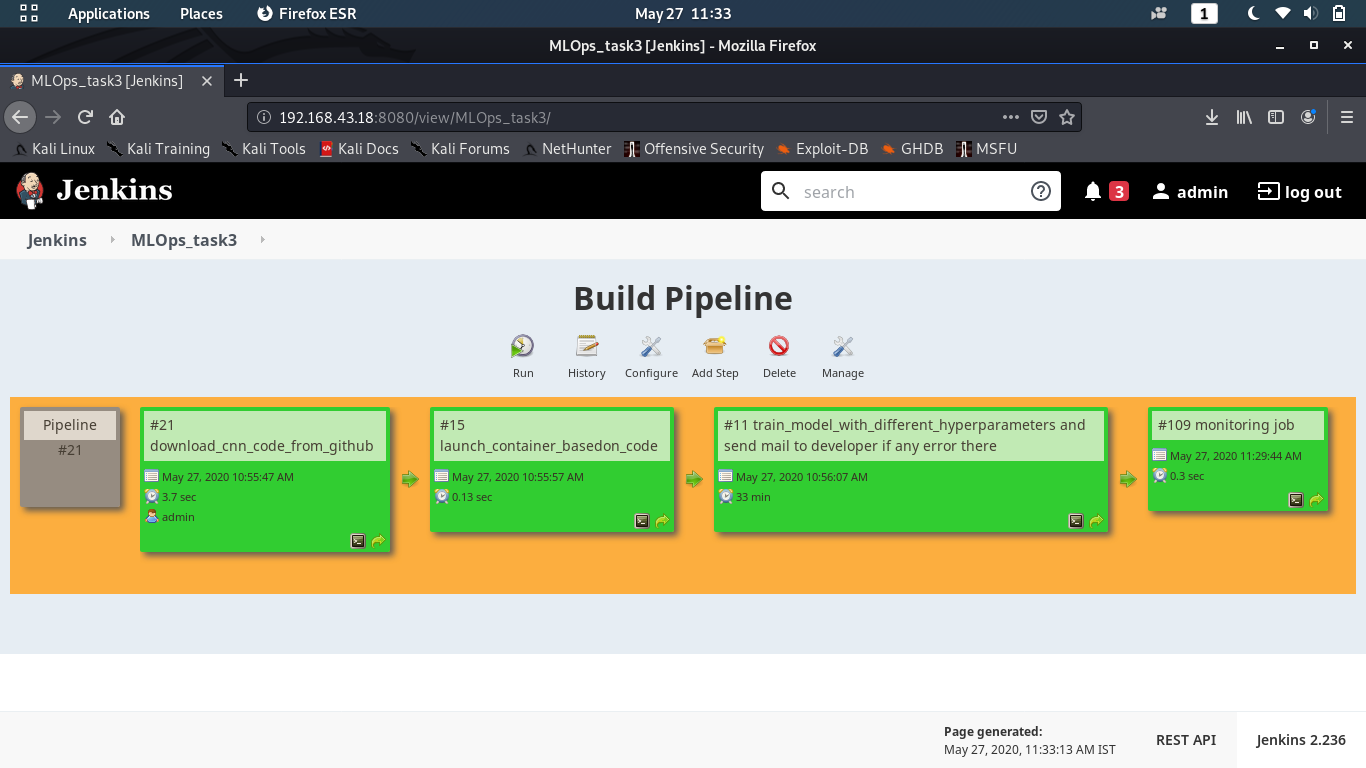 Applications Places Firefox ESR May 27 11:33 1
MLOps_task3 [Jenkins] - Mozilla Firefox
MLOps_task3 [Jenkins]
192.168.43.18:8080/view/MLOps_task3/
Kali Linux Kali Training Kali Tools Kali Docs Kali Forums NetHunter Offensive Security Exploit-DB GHDB MSFU
Jenkins search 3 admin log out
Jenkins MLOps_task3
Build Pipeline
Run History Configure Add Step Delete Manage
Pipeline
#21
#21
download_cnn_code_from_github
May 27, 2020 10:55:47 AM
3.7 sec
admin
#15
launch_container_basedon_code
May 27, 2020 10:55:57 AM
0.13 sec
#11 train_model_with_different_hyperparameters and
send mail to developer if any error there
May 27, 2020 10:56:07 AM
33 min
#109 monitoring job
May 27, 2020 11:29:44 AM
0.3 sec
Page generated:
May 27, 2020, 11:33:13 AM IST
REST API
Jenkins 2.236